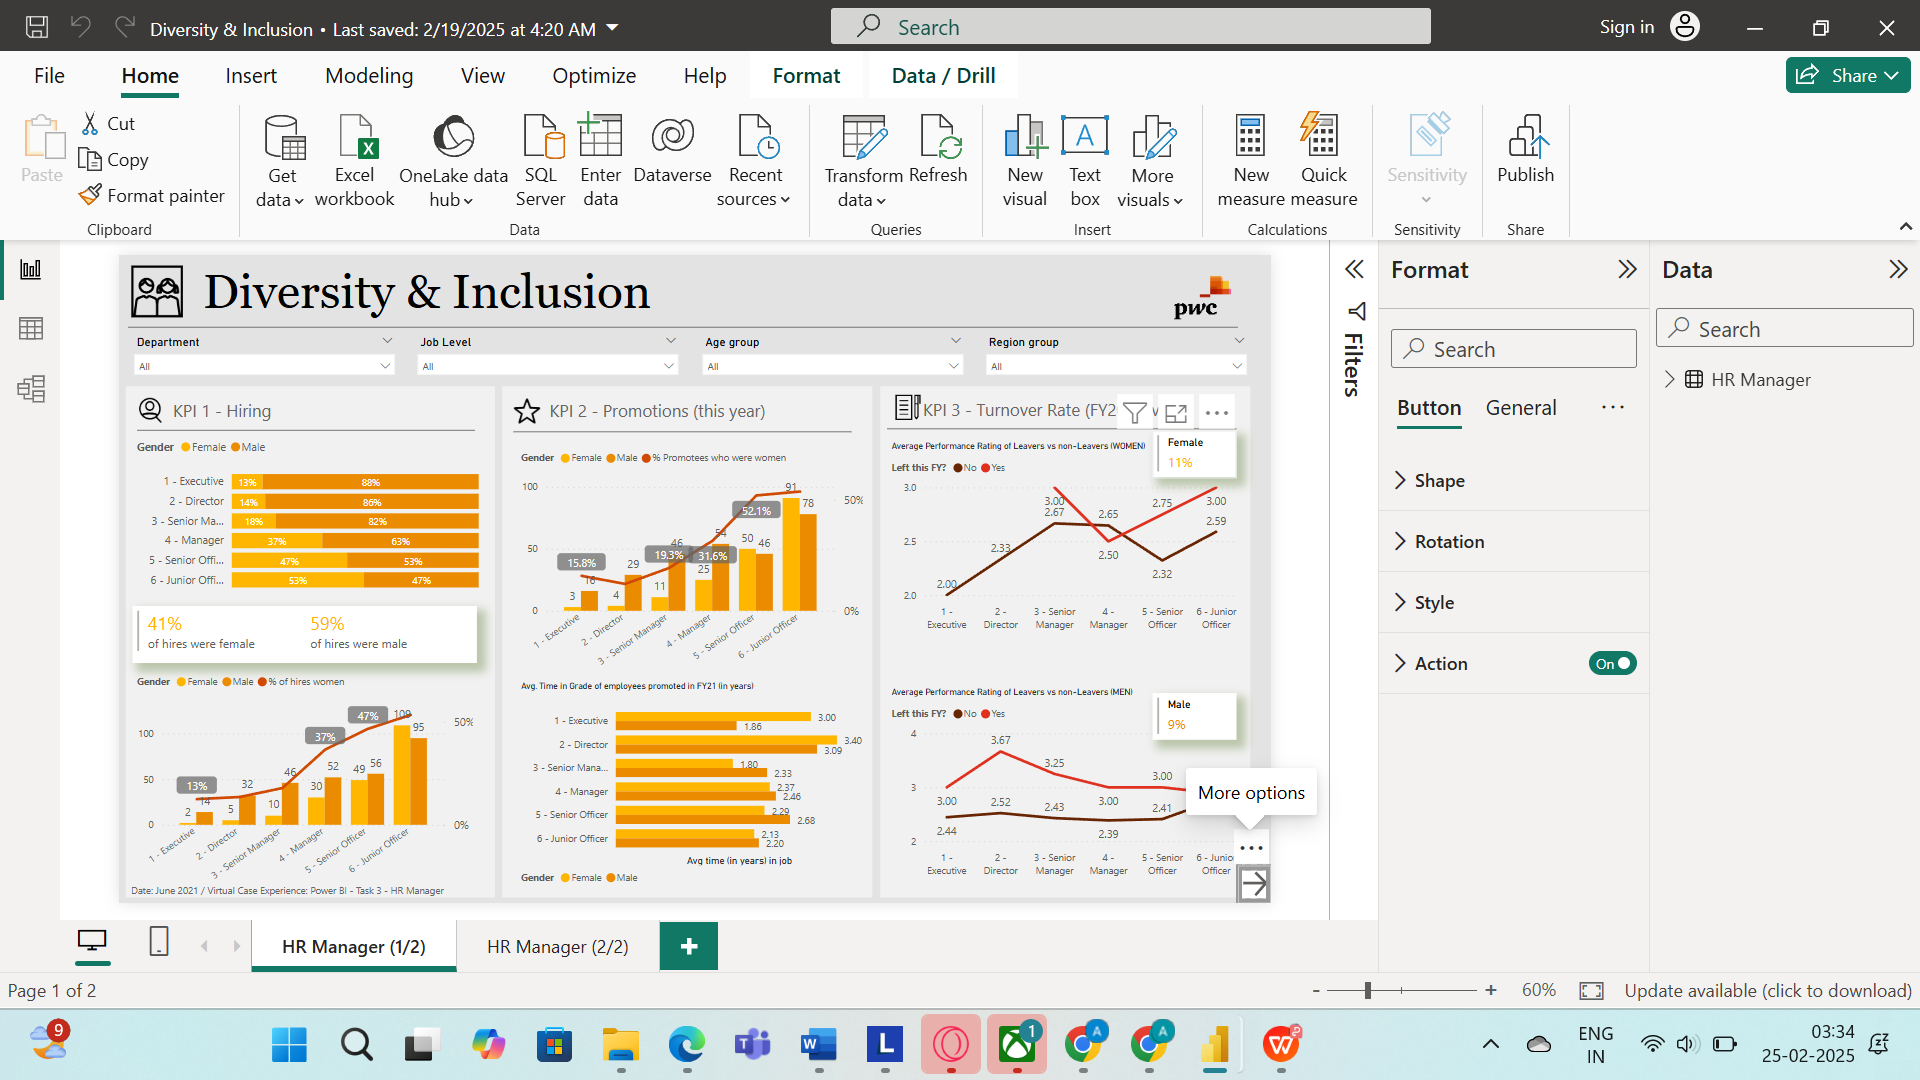 Diversity & Inclusion • Last saved: 2/19/2025 at 4:20 AM
Search
Sign in
File Home Insert Modeling View Optimize Help Format Data / Drill
Share
Paste
Cut
Copy
Format painter
Clipboard
Get data
Excel workbook
OneLake data hub
SQL Server
Enter data
Dataverse
Recent sources
Data
Transform data
Refresh
Queries
New visual
Text box
More visuals
Insert
New measure
Quick measure
Calculations
Sensitivity
Sensitivity
Publish
Share
Diversity & Inclusion
pwc
Department
All
Job Level
All
Age group
All
Region group
All
KPI 1 - Hiring
Gender Female Male
1 - Executive 13% 88%
2 - Director 14% 86%
3 - Senior Ma... 18% 82%
4 - Manager 37% 63%
5 - Senior Offi... 47% 53%
6 - Junior Offi... 53% 47%
41%
of hires were female
59%
of hires were male
Gender Female Male % of hires women
100
50
0
50%
0%
13%
37%
47%
2 14
5 32
10 46
30 52
49 56
109 95
1 - Executive
2 - Director
3 - Senior Manager
4 - Manager
5 - Senior Officer
6 - Junior Officer
Date: June 2021 / Virtual Case Experience: Power BI - Task 3 - HR Manager
KPI 2 - Promotions (this year)
Gender Female Male % Promotees who were women
100
50
0
50%
0%
15.8%
19.3%
31.6%
52.1%
3 16
4 29
11 46
25 54
50 46
91 78
1 - Executive
2 - Director
3 - Senior Manager
4 - Manager
5 - Senior Officer
6 - Junior Officer
Avg. Time in Grade of employees promoted in FY21 (in years)
1 - Executive 3.00 1.86
2 - Director 3.40 3.09
3 - Senior Mana... 1.80 2.33
4 - Manager 2.37 2.46
5 - Senior Officer 2.29 2.68
6 - Junior Officer 2.13 2.20
Avg time (in years) in job
Gender Female Male
KPI 3 - Turnover Rate (FY2
Average Performance Rating of Leavers vs non-Leavers (WOMEN)
Left this FY? No Yes
Female
11%
3.0
2.5
2.0
2.00
2.33
3.00
2.67
2.65
2.50
2.75
2.32
3.00
2.59
1 - Executive
2 - Director
3 - Senior Manager
4 - Manager
5 - Senior Officer
6 - Junior Officer
Average Performance Rating of Leavers vs non-Leavers (MEN)
Left this FY? No Yes
Male
9%
4
3
2
3.00
2.44
3.67
2.52
3.25
2.43
3.00
2.39
3.00
2.41
1 - Executive
2 - Director
3 - Senior Manager
4 - Manager
5 - Senior Officer
6 - Junio
Officer
More options
Filters
Format
Search
Button General
Shape
Rotation
Style
Action On
Data
Search
HR Manager
HR Manager (1/2)
HR Manager (2/2)
+
Page 1 of 2
- + 60%
Update available (click to download)
9
W
L
1
A
A
W
P
ENG
IN
03:34
25-02-2025